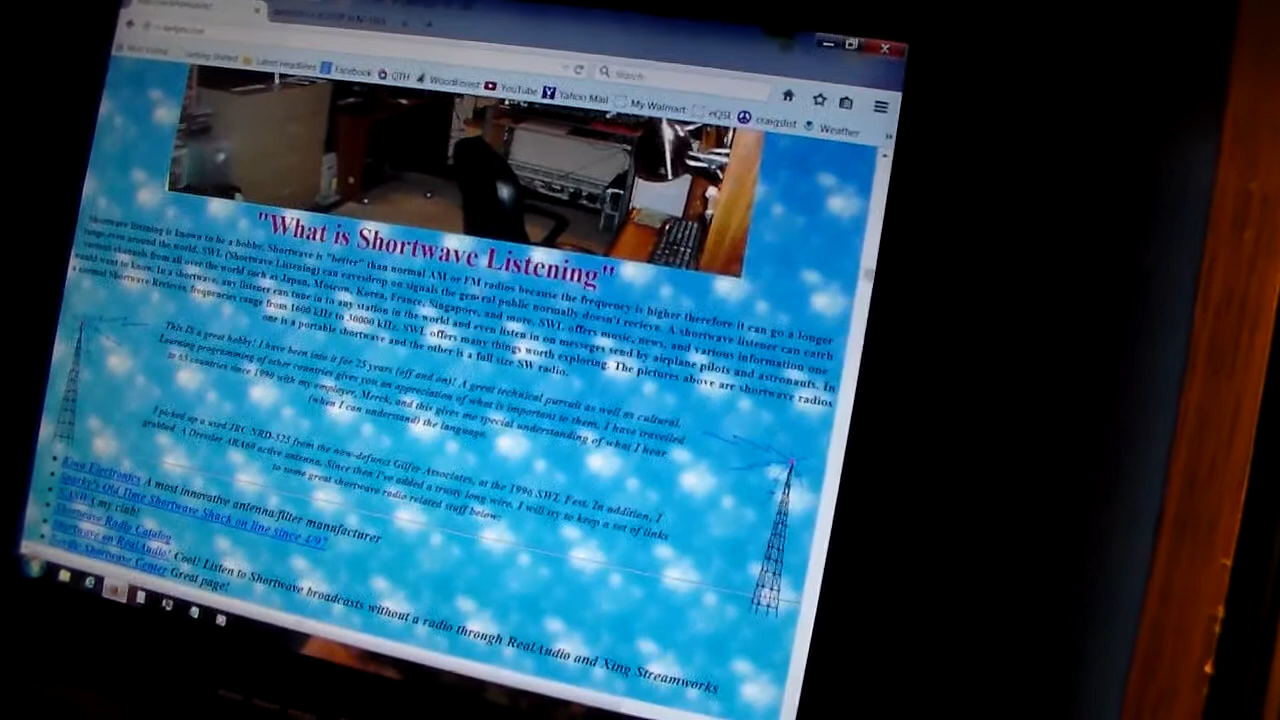 Search
Most Visited Getting Started Latest Headlines Facebook QTH WoodForest YouTube Yahoo Mail My Walmart eQSL craigslist Weather
"What is Shortwave Listening"
Shortwave listening is known to be a hobby. Shortwave is "better" than normal AM or FM radios because the frequency is higher therefore it can go a longer
range even around the world. SWL (Shortwave Listening) can eavesdrop on signals the general public normally doesn't recieve. A shortwave listener can catch
various channels from all over the world such as Japan, Moscow, Korea, France, Singapore, and more. SWL offers music, news, and various information one
would want to know. In a shortwave, any listener can tune in to any station in the world and even listen in on messeges send by airplane pilots and astronauts. In
a normal Shortwave Reciever, frequencies range from 1600 kHz to 30000 kHz. SWL offers many things worth exploring. The pictures above are shortwave radios
one is a portable shortwave and the other is a full size SW radio.
This IS a great hobby! I have been into it for 25 years (off and on)! A great technical pursuit as well as cultural.
Learning programming of other countries gives you an appreciation of what is important to them. I have travelled
to 65 countries since 1990 with my employer, Merck, and this gives me special understanding of what I hear
(when I can understand) the language.
I picked up a used JRC NRD-525 from the now-defunct Gilfer Associates, at the 1996 SWL Fest. In addition, I
grabbed A Dressler ARA60 active antenna. Since then I've added a trusty long wire. I will try to keep a set of links
to some great shortwave radio related stuff below:
Kiwa Electronics A most innovative antenna/filter manufacturer
Sparky's Old Time Shortwave Shack on line since 4/97
my club!
Shortwave Radio Catalog
Shortwave on RealAudio! Cool! Listen to Shortwave broadcasts without a radio through RealAudio and Xing Streamworks
Shortwave Center Great page!